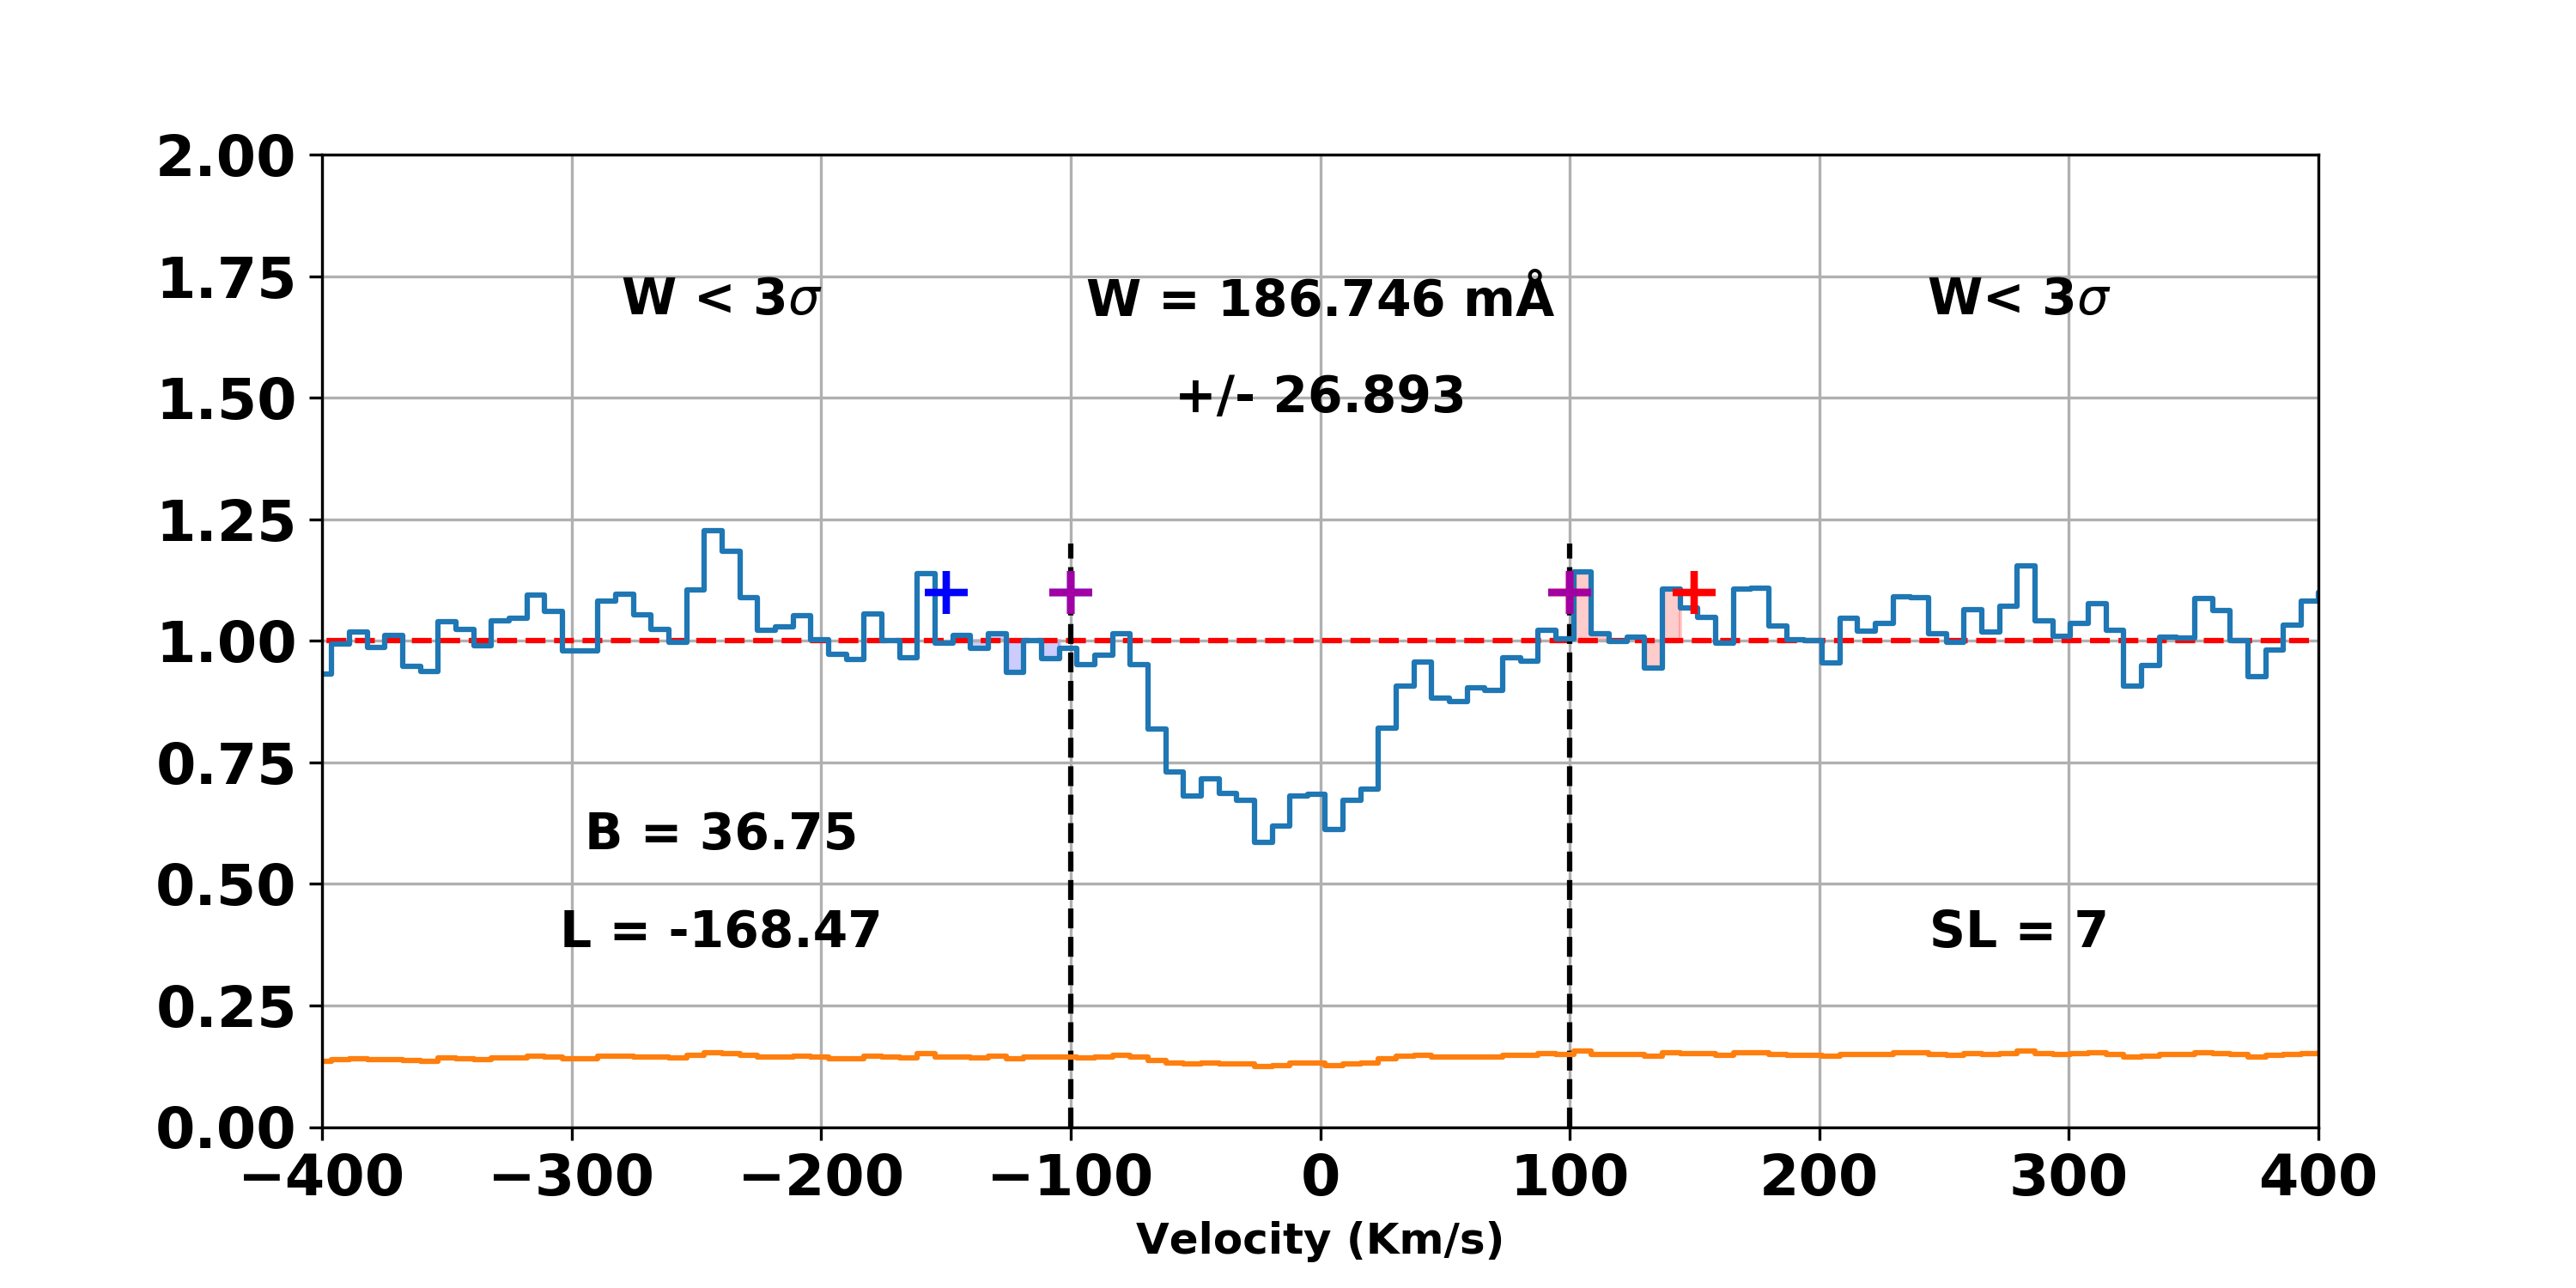 2.00
1.75
1.50
1.25
1.00
0.75
0.50
0.25
0.00
W < 3σ
W = 186.746 mÅ
+/- 26.893
W< 3σ
B = 36.75
L = -168.47
SL = 7
−400 −300 −200 −100 0 100 200 300 400
Velocity (Km/s)